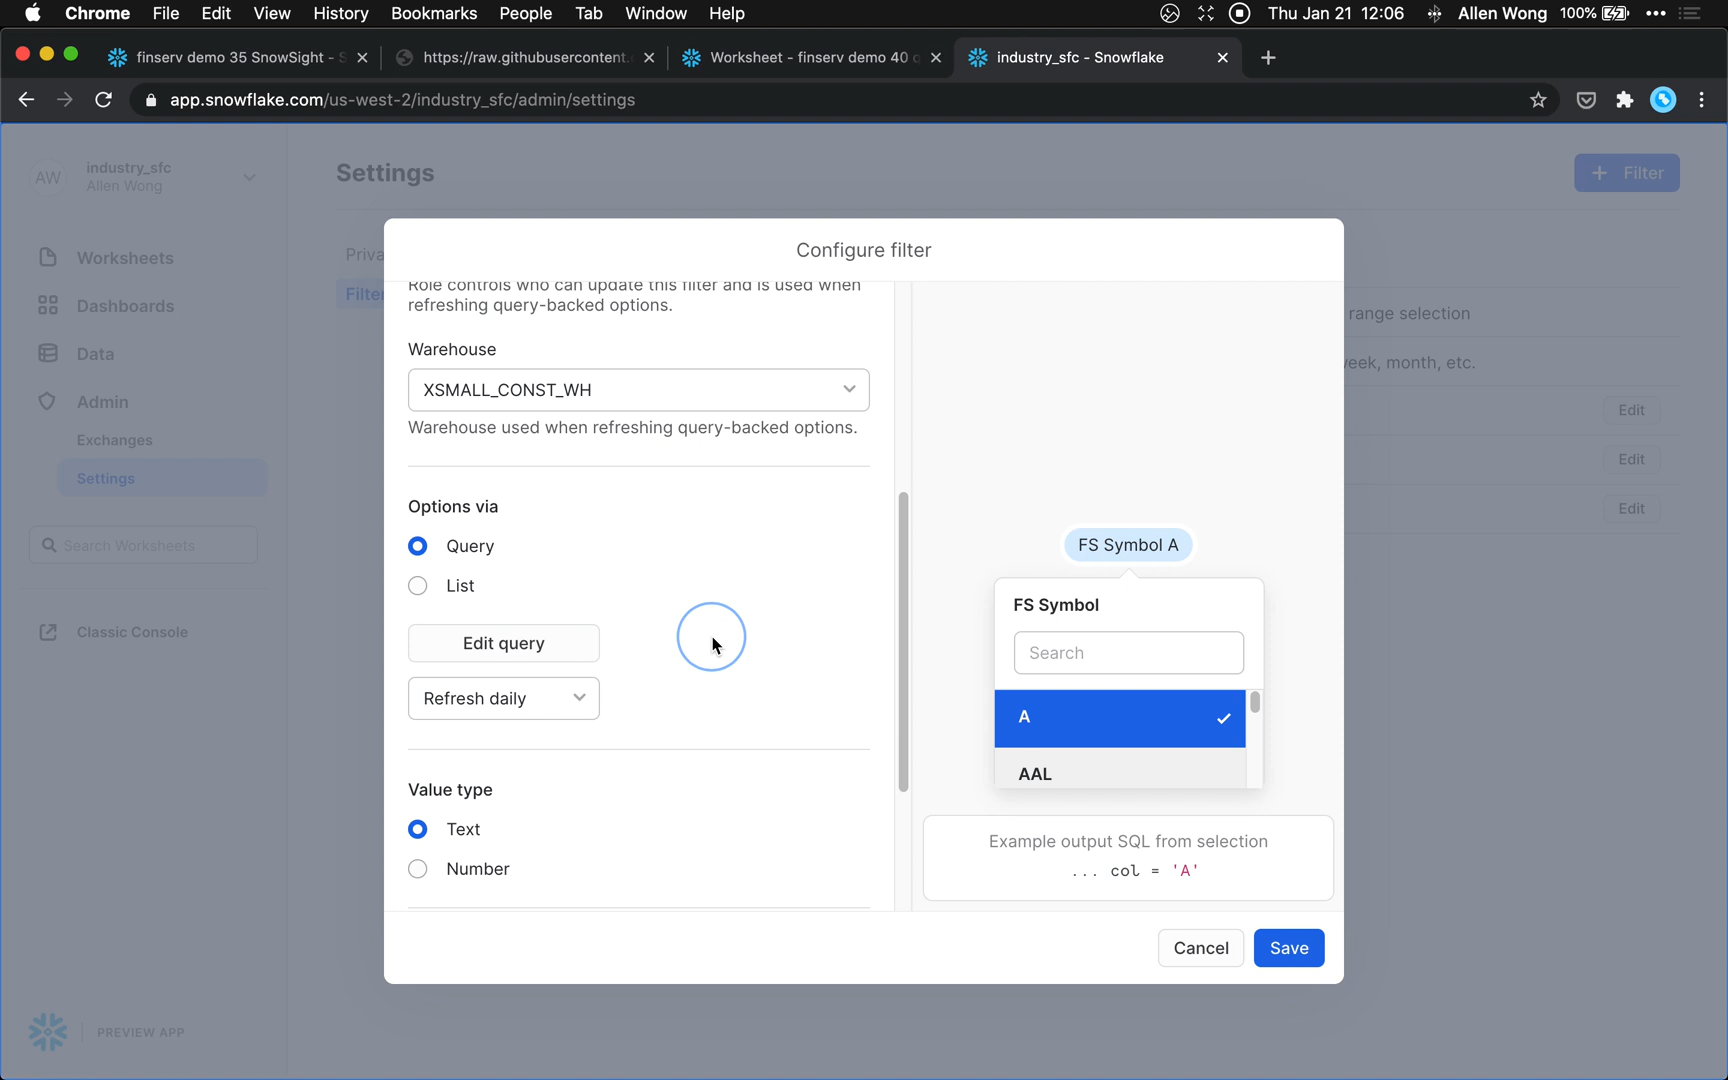 Chrome File Edit View History Bookmarks People Tab Window Help
Thu Jan 21 12:06 Allen Wong 100%
finserv demo 35 SnowSight - S
https://raw.githubusercontent.
Worksheet - finserv demo 40 q
industry_sfc - Snowflake
app.snowflake.com/us-west-2/industry_sfc/admin/settings
AW
industry_sfc
Allen Wong
Settings
+ Filter
Worksheets
Dashboards
Data
Admin
Exchanges
Settings
Search Worksheets
Classic Console
PREVIEW APP
Priva
Filter
range selection
week, month, etc.
Edit
Edit
Edit
Configure filter
Role controls who can update this filter and is used when
refreshing query-backed options.
Warehouse
XSMALL_CONST_WH
Warehouse used when refreshing query-backed options.
Options via
Query
List
Edit query
Refresh daily
Value type
Text
Number
FS Symbol A
FS Symbol
Search
A
AAL
Example output SQL from selection
... col = 'A'
Cancel
Save